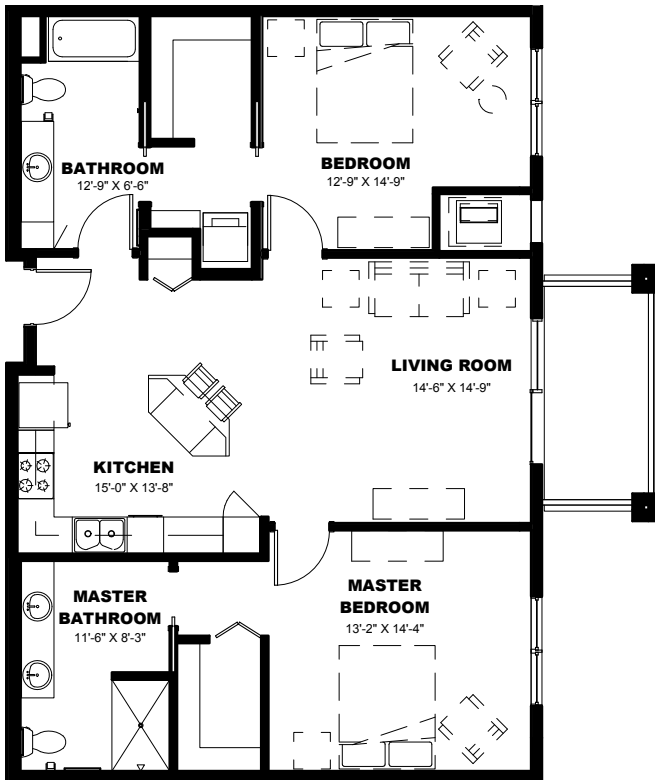 BATHROOM
12'-9" X 6'-6"
BEDROOM
12'-9" X 14'-9"
LIVING ROOM
14'-6" X 14'-9"
KITCHEN
15'-0" X 13'-8"
MASTER
BATHROOM
11'-6" X 8'-3"
MASTER
BEDROOM
13'-2" X 14'-4"